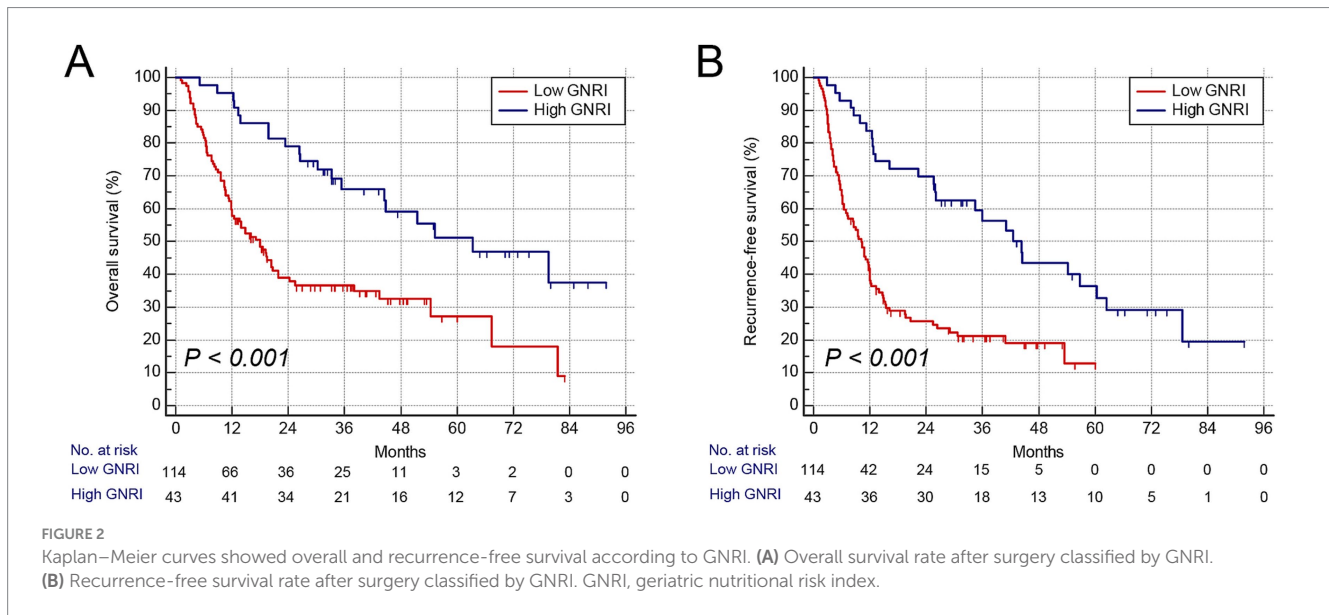 A
B
Low GNRI
High GNRI
Low GNRI
High GNRI
Overall survival (%)
100
90
80
70
60
50
40
30
20
10
0
P < 0.001
0 12 24 36 48 60 72 84 96
Months
No. at risk
Low GNRI
114 66 36 25 11 3 2 0 0
High GNRI
43 41 34 21 16 12 7 3 0
Recurrence-free survival (%)
100
90
80
70
60
50
40
30
20
10
0
P < 0.001
0 12 24 36 48 60 72 84 96
Months
No. at risk
Low GNRI
114 42 24 15 5 0 0 0 0
High GNRI
43 36 30 18 13 10 5 1 0
FIGURE 2
Kaplan–Meier curves showed overall and recurrence-free survival according to GNRI. (A) Overall survival rate after surgery classified by GNRI.
(B) Recurrence-free survival rate after surgery classified by GNRI. GNRI, geriatric nutritional risk index.